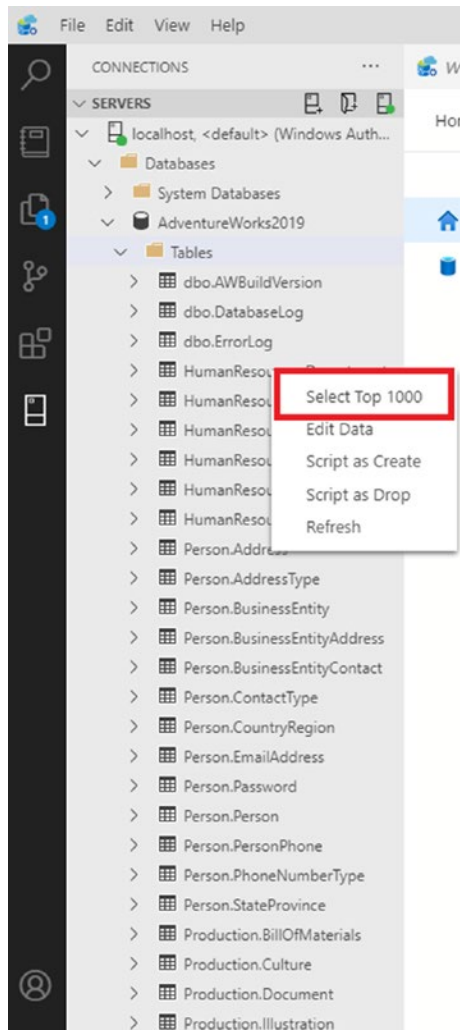 File Edit View Help
CONNECTIONS
SERVERS
localhost, <default> (Windows Auth...
Databases
System Databases
AdventureWorks2019
Tables
dbo.AWBuildVersion
dbo.DatabaseLog
dbo.ErrorLog
HumanResou
HumanResou
HumanResou
HumanResou
HumanResou
HumanResou
Select Top 1000
Edit Data
Script as Create
Script as Drop
Refresh
Person.Address
Person.AddressType
Person.BusinessEntity
Person.BusinessEntityAddress
Person.BusinessEntityContact
Person.ContactType
Person.CountryRegion
Person.EmailAddress
Person.Password
Person.Person
Person.PersonPhone
Person.PhoneNumberType
Person.StateProvince
Production.BillOfMaterials
Production.Culture
Production.Document
Production.Illustration
1
W
Hor